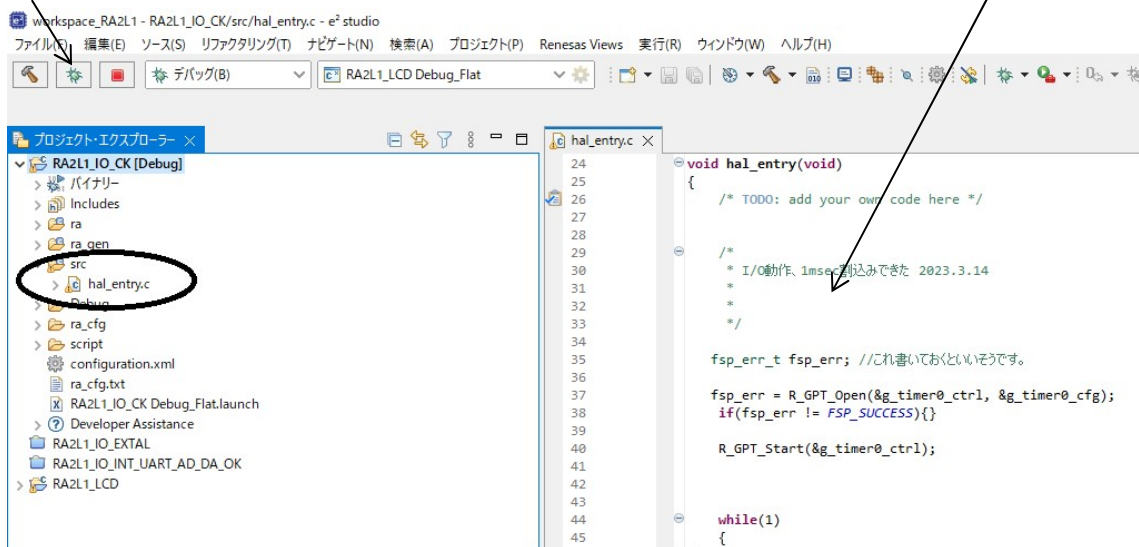 workspace_RA2L1 - RA2L1_IO_CK/src/hal_entry.c - e² studio
ファイル(F) 編集(E) ソース(S) リファクタリング(T) ナビゲート(N) 検索(A) プロジェクト(P) Renesas Views 実行(R) ウィンドウ(W) ヘルプ(H)
デバッグ(B) RA2L1_LCD Debug_Flat
プロジェクト・エクスプローラー
RA2L1_IO_CK [Debug]
バイナリー
Includes
ra
ra_gen
src
hal_entry.c
Debug
ra_cfg
script
configuration.xml
ra_cfg.txt
RA2L1_IO_CK Debug_Flat.launch
Developer Assistance
RA2L1_IO_EXTAL
RA2L1_IO_INT_UART_AD_DA_OK
RA2L1_LCD
hal_entry.c
24 void hal_entry(void)
25 {
26 /* TODO: add your own code here */
27
28
29 /*
30 * I/O動作、1msec割込みできた 2023.3.14
31 *
32 *
33 */
34
35 fsp_err_t fsp_err; //これ書いておくといいそうです。
36
37 fsp_err = R_GPT_Open(&g_timer0_ctrl, &g_timer0_cfg);
38 if(fsp_err != FSP_SUCCESS){}
39
40 R_GPT_Start(&g_timer0_ctrl);
41
42
43
44 while(1)
45 {